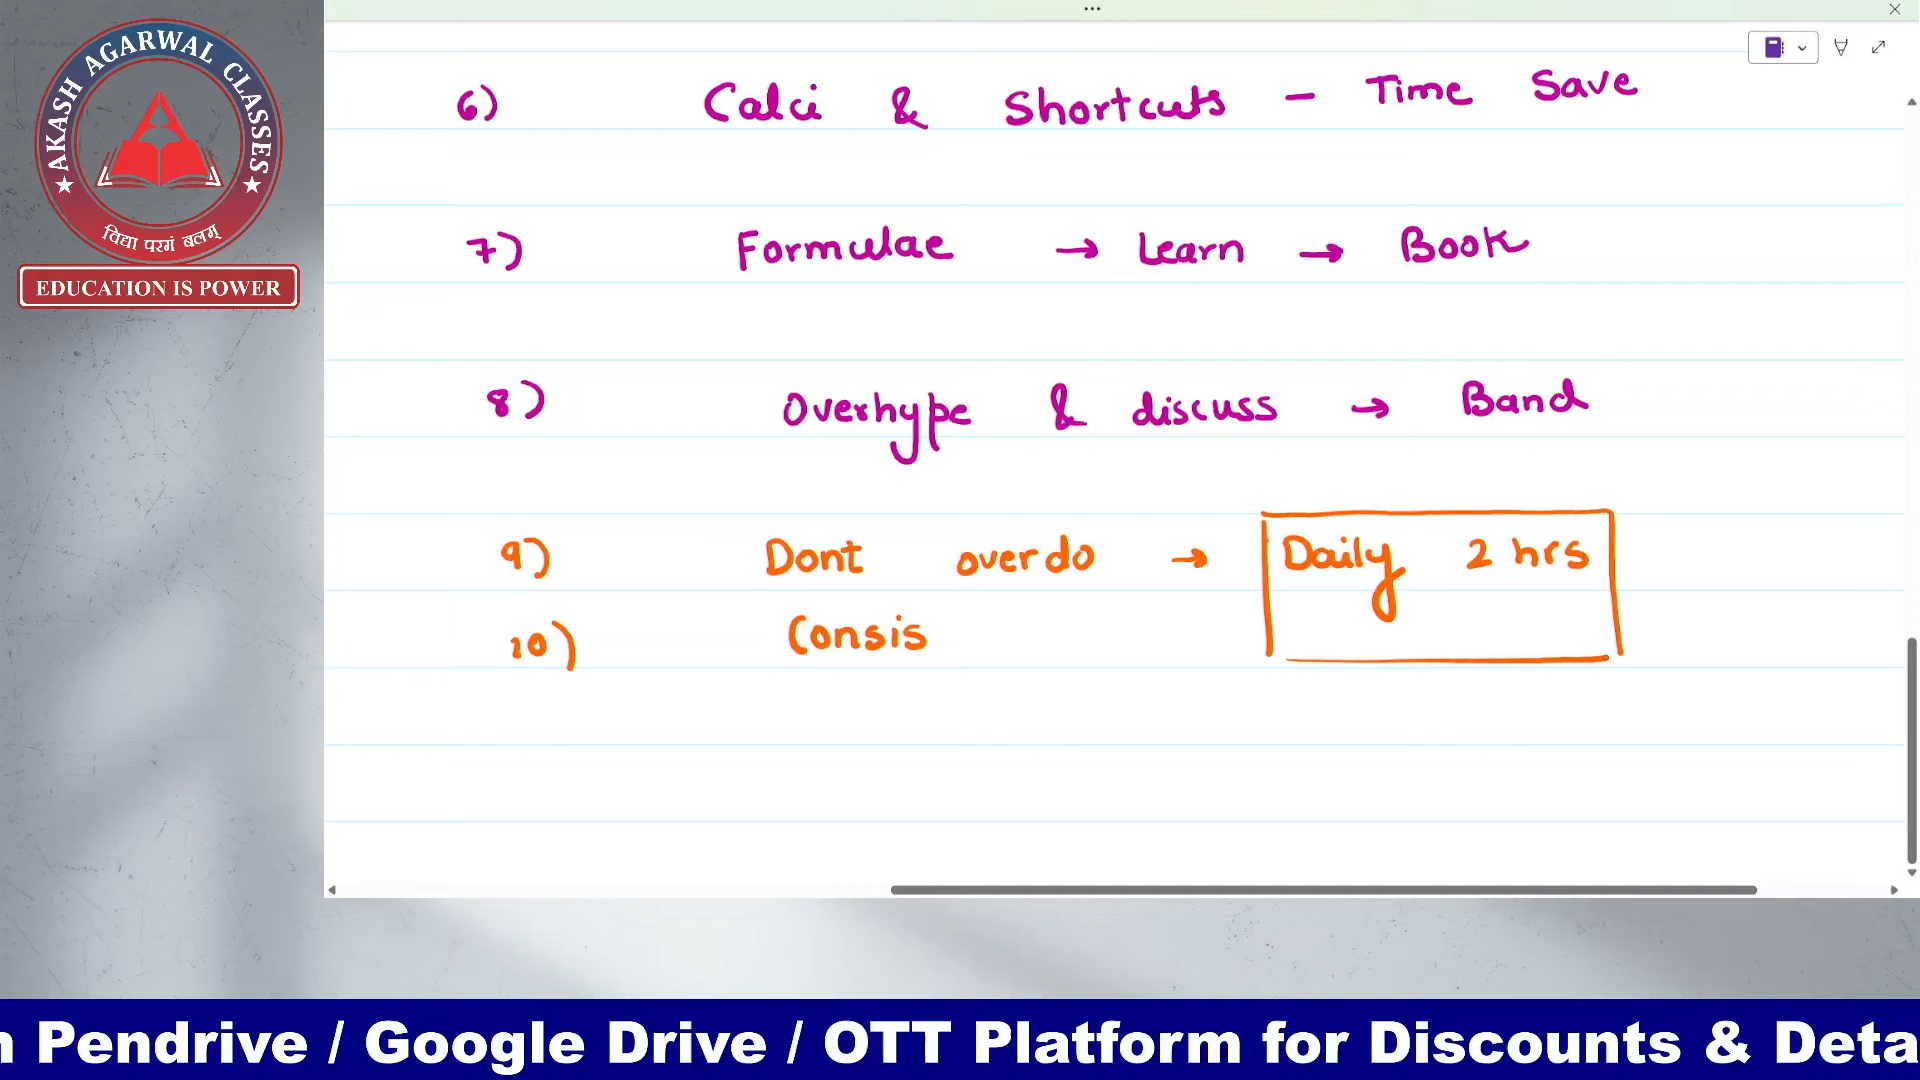 AKASH AGARWAL CLASSES
विद्या परमं बलम्
EDUCATION IS POWER
6) Calci & Shortcuts - Time Save
7) Formulae → Learn → Book
8) Overhype & discuss → Band
9) Dont overdo → Daily 2 hrs
10) Consis
n Pendrive / Google Drive / OTT Platform for Discounts & Deta